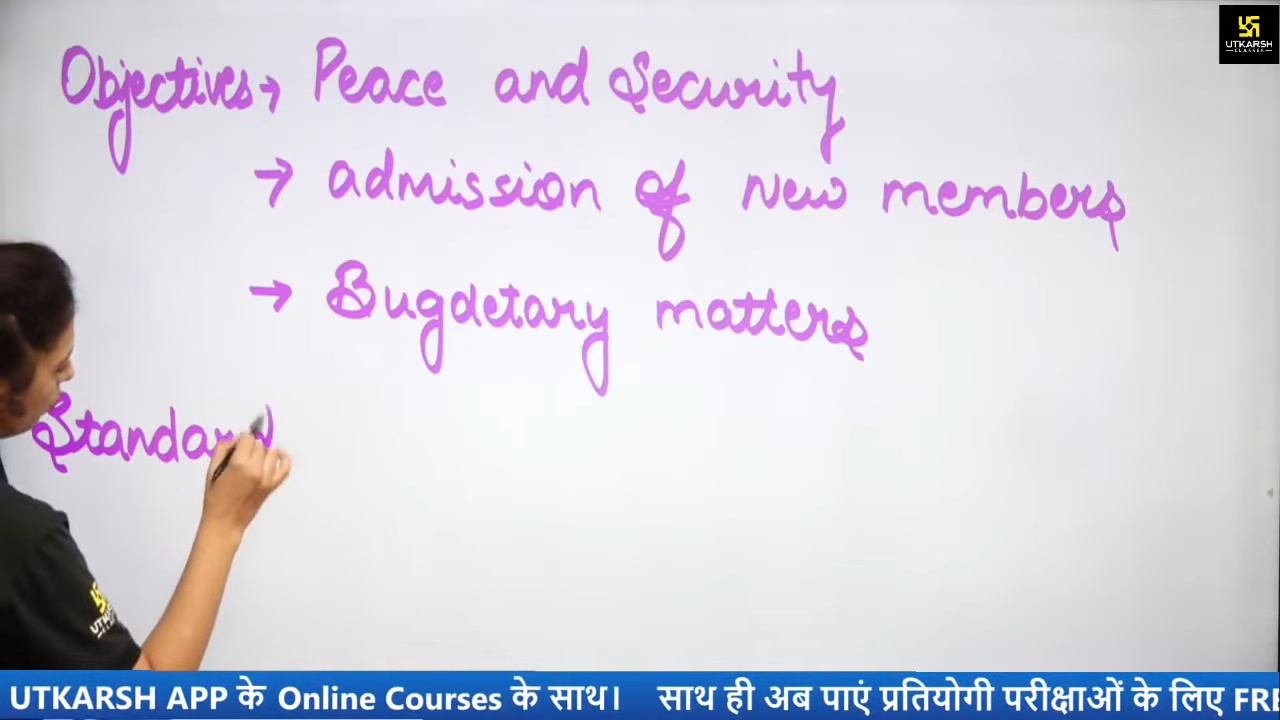 UTKARSH
CLASSES
Objectives → Peace and Security
→ admission of New members
→ Bugdetary matters
Standard
UTKARSH APP के Online Courses के साथ। साथ ही अब पाएं प्रतियोगी परीक्षाओं के लिए FRE